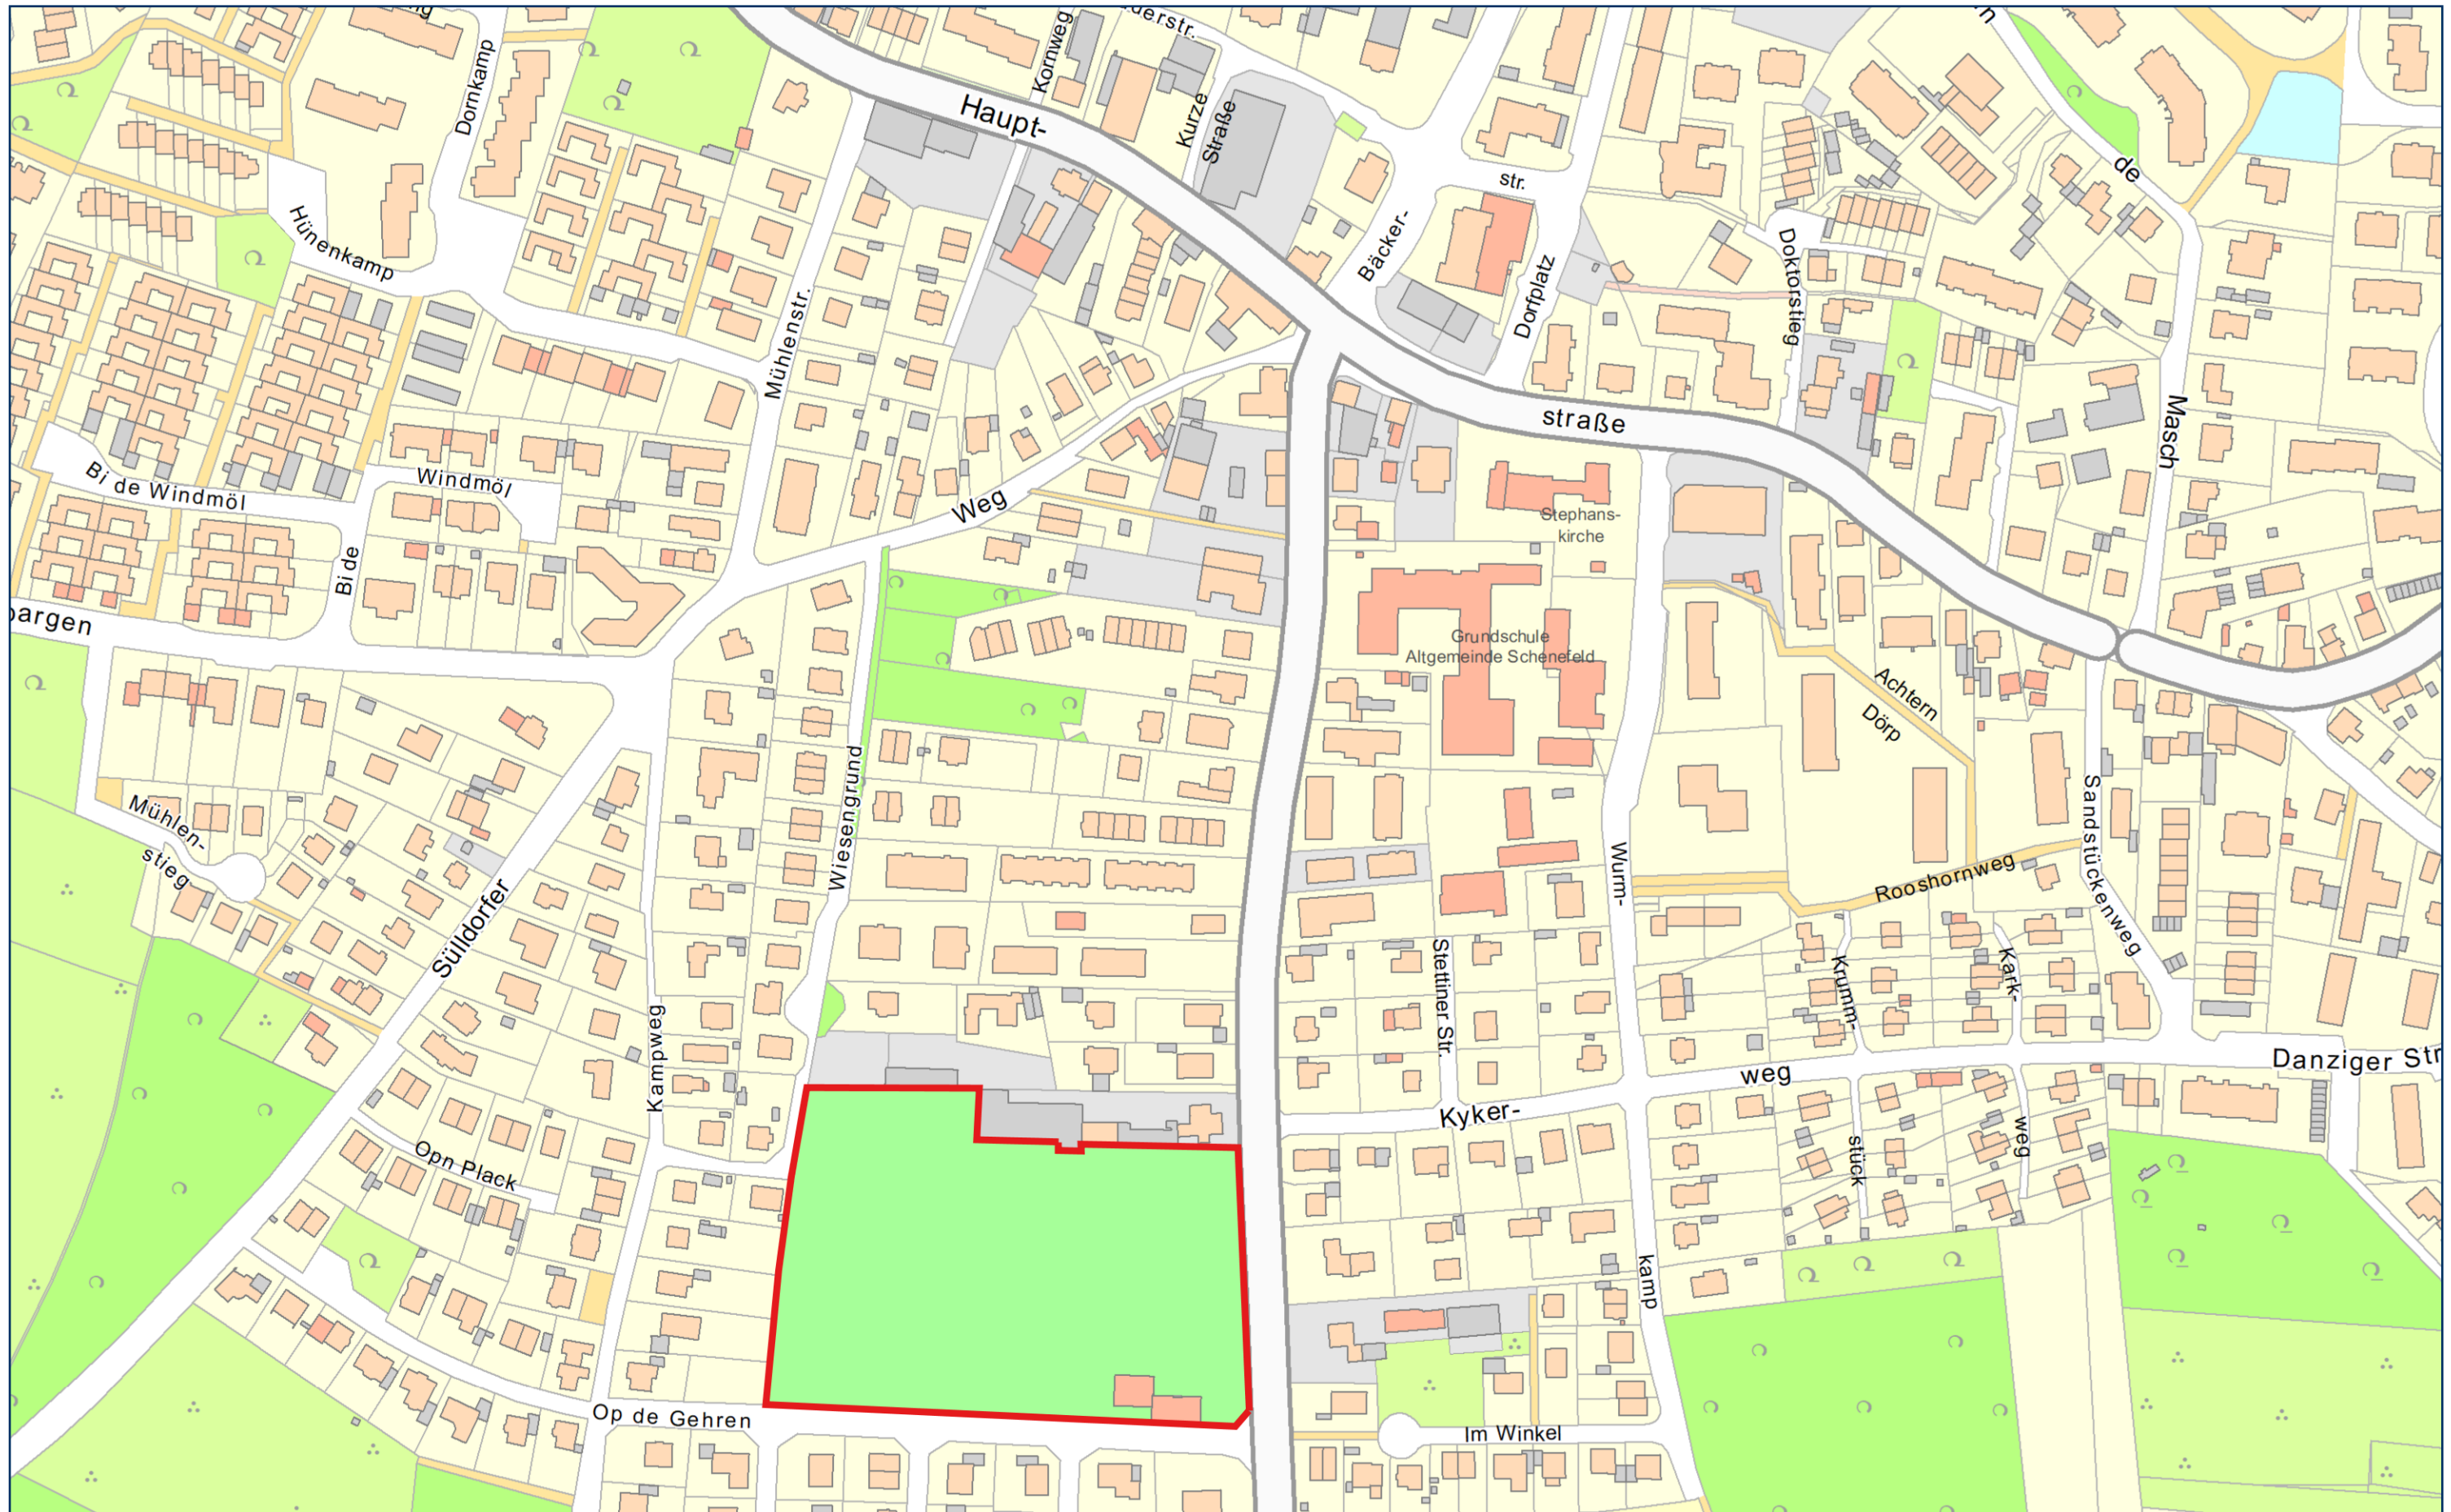 Kornweg
Dornkamp
Haupt-
Kurze
Straße
str.
de
Hünenkamp
Bäcker-
Dorfplatz
Doktorstieg
Mühlenstr.
straße
Masch
Bi de Windmöl
Windmöl
Weg
Stephans-
kirche
Bi de
Grundschule
Altgemeinde Schenefeld
Achtern
Dörp
Wiesengrund
Mühlen-
stieg
Sandstückenweg
Wurm-
Rooshornweg
Sülldorfer
Stettiner Str.
Krumm-
Kark-
Kampweg
weg
Danziger Str
Kyker-
stück
weg
Opn Plack
kamp
Op de Gehren
Im Winkel